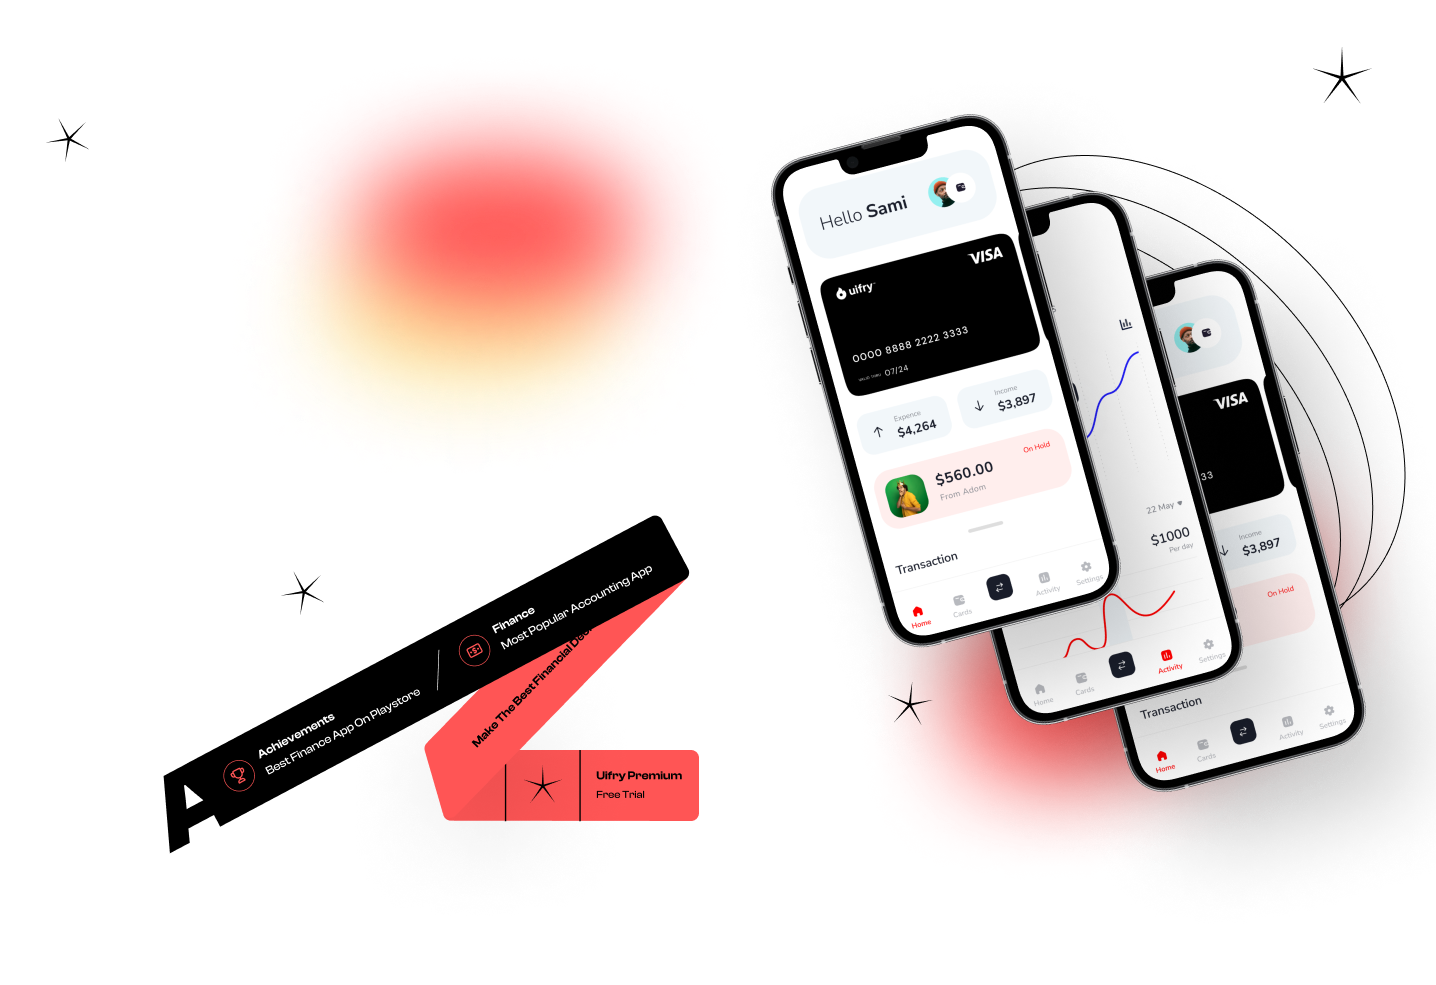 Hello Sami
VISA
uifry
0000 8888 2222 3333
VALID THRU 07/24
Expence
$4,264
Income
$3,897
$560.00
From Adom
On Hold
Transaction
Home
Cards
Activity
Settings
22 May
$1000
Per day
Home
Cards
Activity
Settings
VISA
33
Income
$3,897
On Hold
Transaction
Home
Cards
Activity
Settings
A
Achievements
Best Finance App On Playstore
Finance
Most Popular Accounting App
Make The Best Financial
Uifry Premium
Free Trial